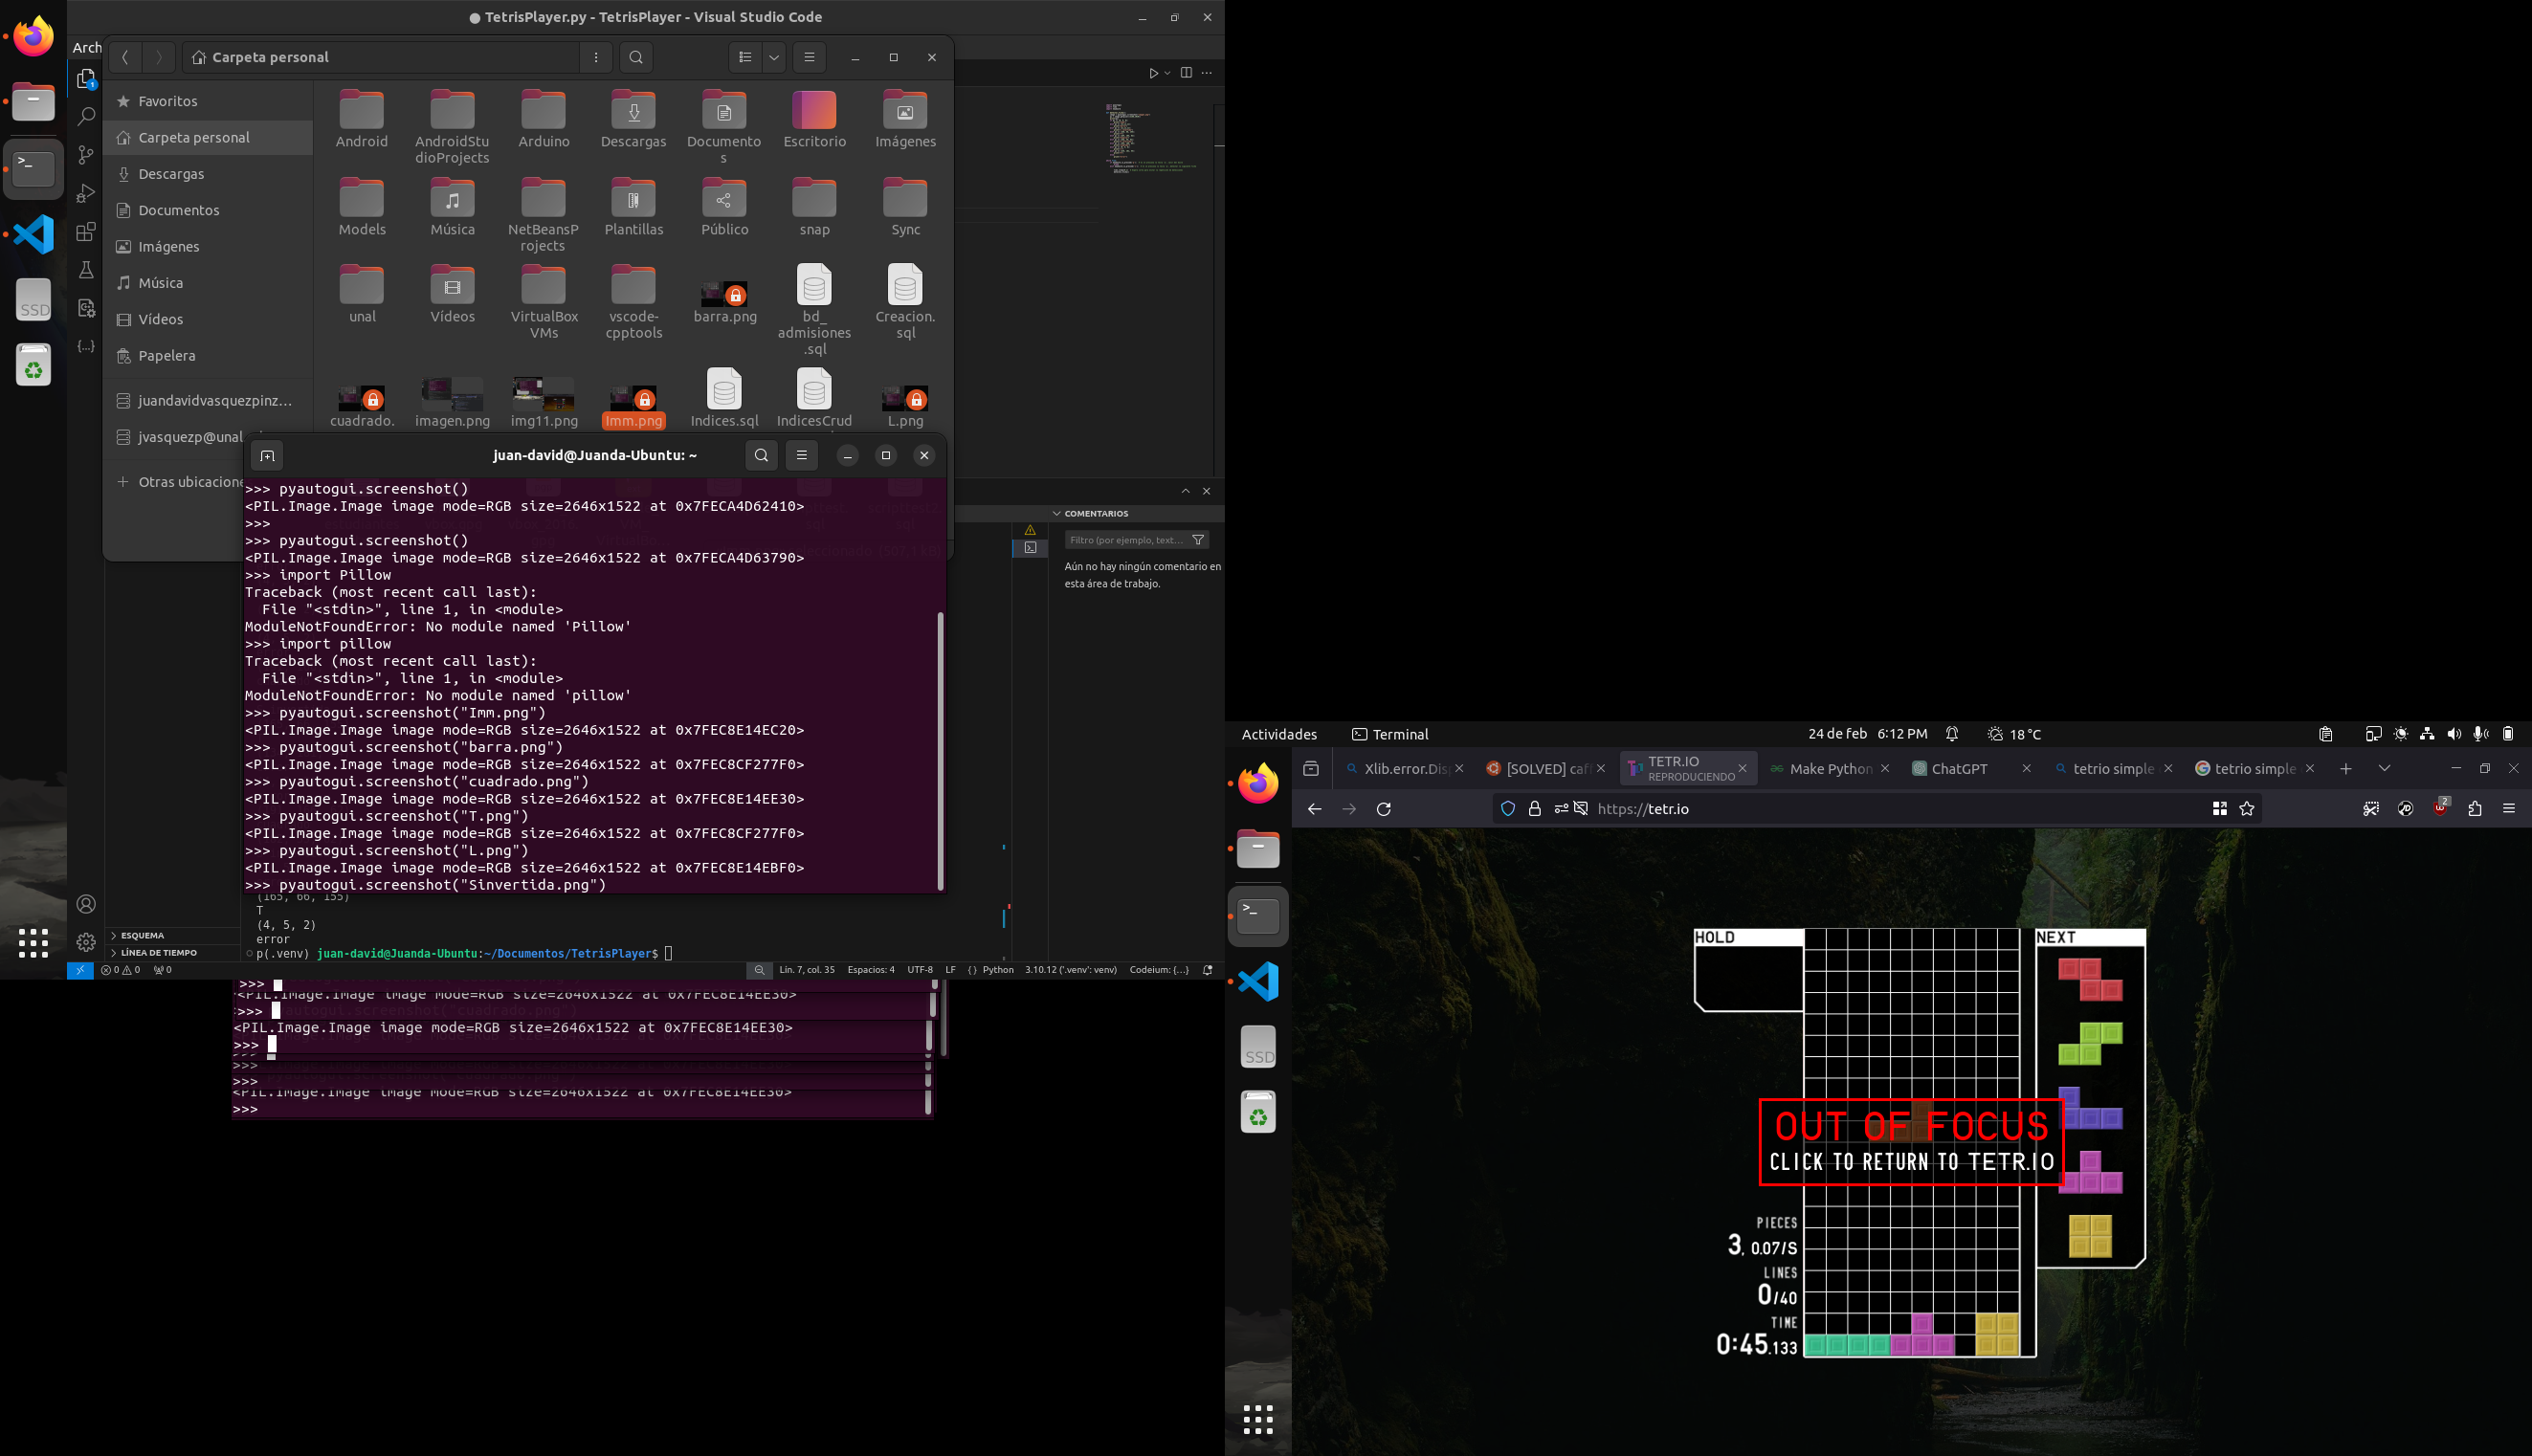 TetrisPlayer.py - TetrisPlayer - Visual Studio Code
Arch
Carpeta personal
Favoritos
Carpeta personal
Descargas
Documentos
Imágenes
Música
Vídeos
Papelera
juandavidvasquezpinz...
jvasquezp@unal
Otras ubicacione
Android
AndroidStu
dioProjects
Arduino
Descargas
Documento
s
Escritorio
Imágenes
Models
Música
NetBeansP
rojects
Plantillas
Público
snap
Sync
unal
Vídeos
VirtualBox
VMs
vscode-
cpptools
barra.png
bd_
admisiones
.sql
Creacion.
sql
cuadrado.
imagen.png
img11.png
Imm.png
Indices.sql
IndicesCrud
L.png
juan-david@Juanda-Ubuntu: ~
>>> pyautogui.screenshot()
<PIL.Image.Image image mode=RGB size=2646x1522 at 0x7FECA4D62410>
>>>
>>> pyautogui.screenshot()
<PIL.Image.Image image mode=RGB size=2646x1522 at 0x7FECA4D63790>
>>> import Pillow
Traceback (most recent call last):
  File "<stdin>", line 1, in <module>
ModuleNotFoundError: No module named 'Pillow'
>>> import pillow
Traceback (most recent call last):
  File "<stdin>", line 1, in <module>
ModuleNotFoundError: No module named 'pillow'
>>> pyautogui.screenshot("Imm.png")
<PIL.Image.Image image mode=RGB size=2646x1522 at 0x7FEC8E14EC20>
>>> pyautogui.screenshot("barra.png")
<PIL.Image.Image image mode=RGB size=2646x1522 at 0x7FEC8CF277F0>
>>> pyautogui.screenshot("cuadrado.png")
<PIL.Image.Image image mode=RGB size=2646x1522 at 0x7FEC8E14EE30>
>>> pyautogui.screenshot("T.png")
<PIL.Image.Image image mode=RGB size=2646x1522 at 0x7FEC8CF277F0>
>>> pyautogui.screenshot("L.png")
<PIL.Image.Image image mode=RGB size=2646x1522 at 0x7FEC8E14EBF0>
>>> pyautogui.screenshot("Sinvertida.png")
(165, 66, 155)
T
(4, 5, 2)
error
p(.venv) juan-david@Juanda-Ubuntu:~/Documentos/TetrisPlayer$
COMENTARIOS
Filtro (por ejemplo, text...
Aún no hay ningún comentario en
esta área de trabajo.
ESQUEMA
LÍNEA DE TIEMPO
0 0 0
Lín. 7, col. 35 Espacios: 4 UTF-8 LF Python 3.10.12 ('.venv': venv) Codeium: {...}
SSD
>>>
<PIL.Image.Image image mode=RGB size=2646x1522 at 0x7FEC8E14EE30>
>>>
<PIL.Image.Image image mode=RGB size=2646x1522 at 0x7FEC8E14EE30>
>>>
>>>
>>>
<PIL.Image.Image image mode=RGB size=2646x1522 at 0x7FEC8E14EE30>
>>>
Actividades Terminal 24 de feb 6:12 PM 18 °C
Xlib.error.Dis
[SOLVED] caf
TETR.IO
REPRODUCIENDO
Make Python
ChatGPT
tetrio simple
tetrio simple
https://tetr.io
2
SSD
HOLD
NEXT
OUT OF FOCUS
CLICK TO RETURN TO TETR.IO
PIECES
3, 0.07/S
LINES
0/40
TIME
0:45.133